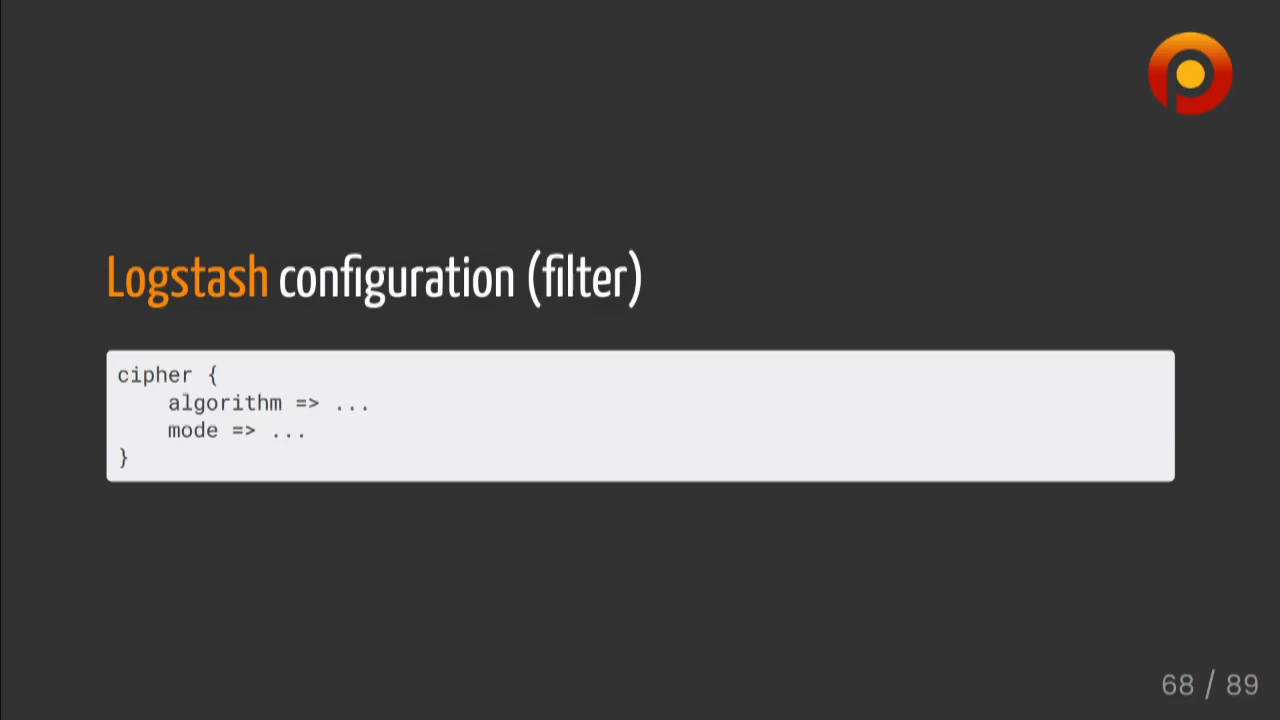 Logstash configuration (filter)
cipher {
    algorithm => ...
    mode => ...
}
68 / 89